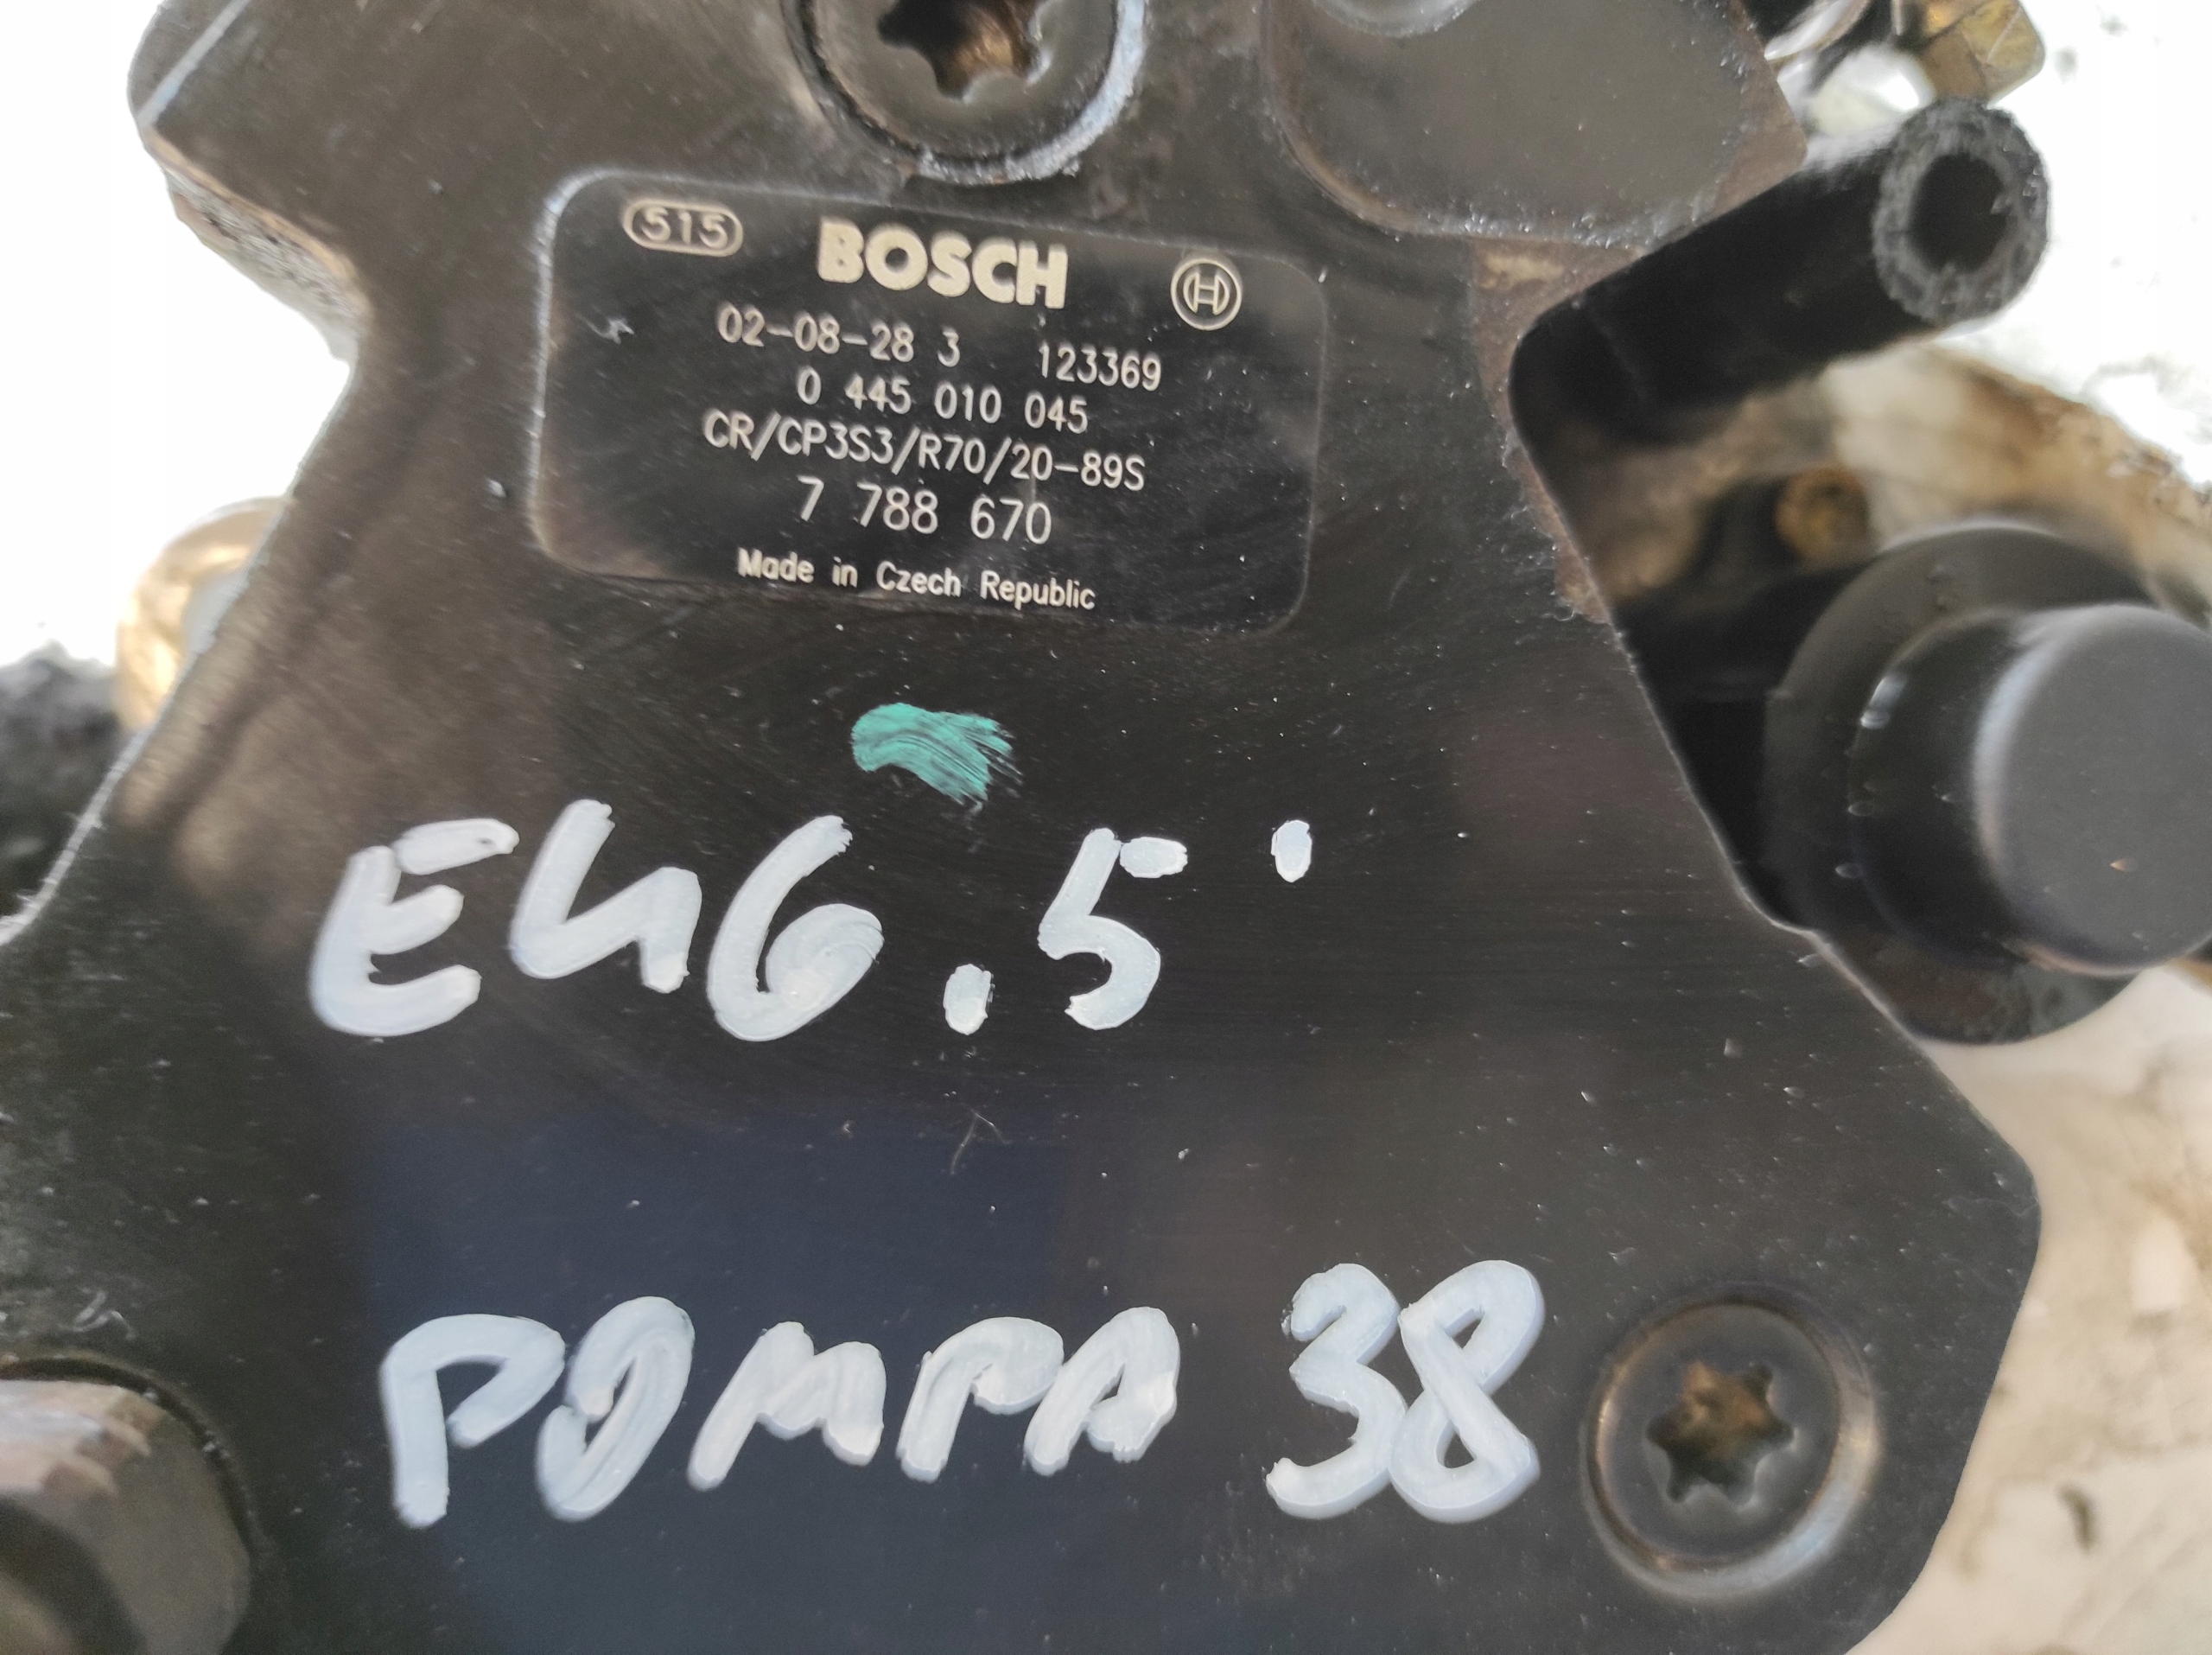 515 BOSCH
02-08-28 3 123369
0 445 010 045
CR/CP3S3/R70/20-89S
7 788 670
Made in Czech Republic
E46.5'
POMPA 38